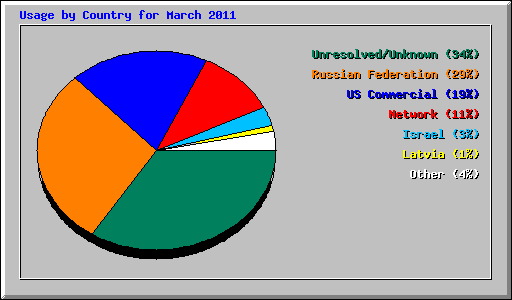 Usage by Country for March 2011
Unresolved/Unknown (34%)
Russian Federation (29%)
US Commercial (19%)
Network (11%)
Israel (3%)
Latvia (1%)
Other (4%)